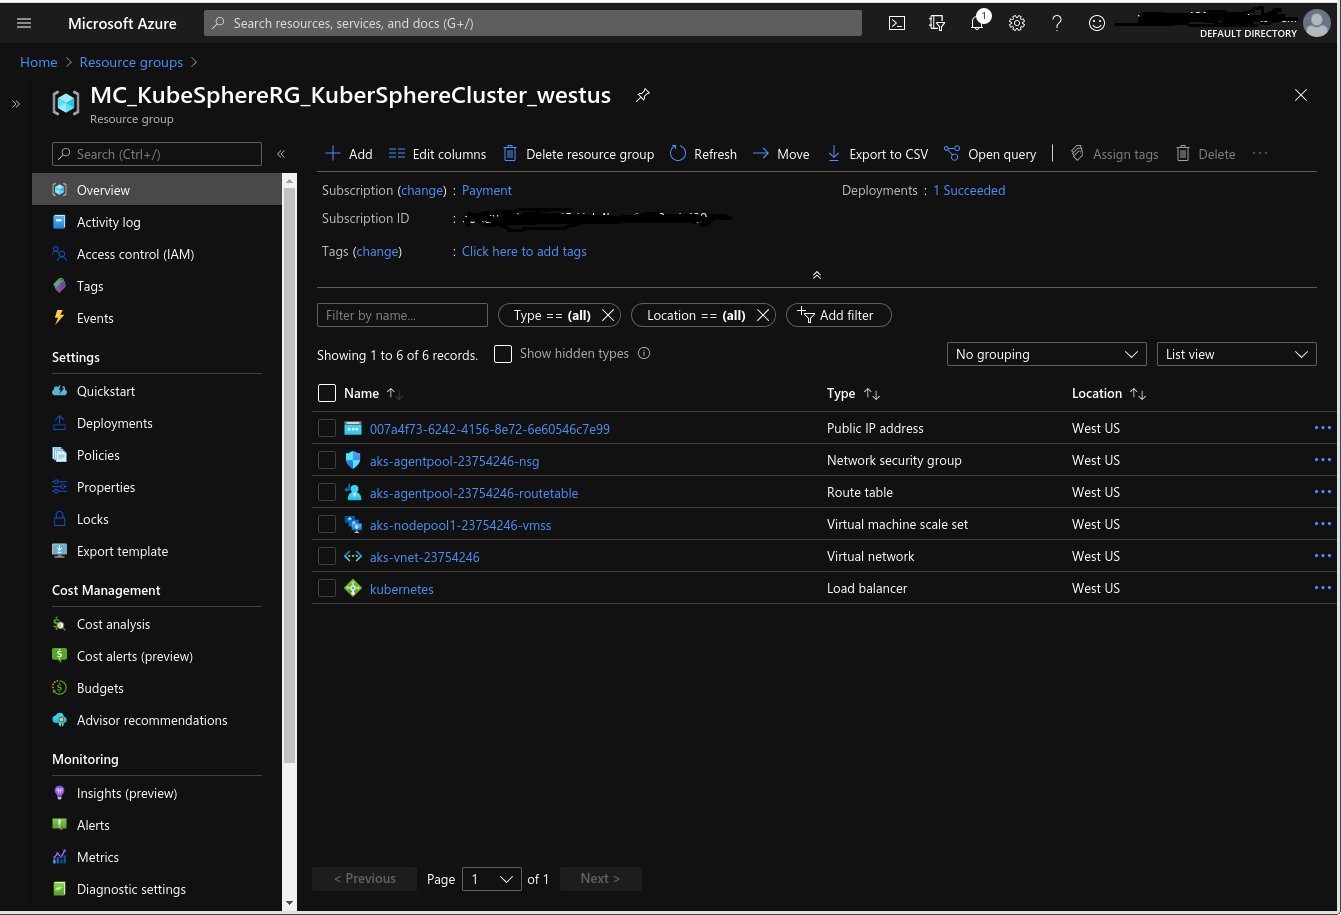 Microsoft Azure
Search resources, services, and docs (G+/)
1
DEFAULT DIRECTORY
Home > Resource groups >
MC_KubeSphereRG_KuberSphereCluster_westus
Resource group
Search (Ctrl+/)
Add Edit columns Delete resource group Refresh Move Export to CSV Open query Assign tags Delete
Overview
Activity log
Access control (IAM)
Tags
Events
Settings
Quickstart
Deployments
Policies
Properties
Locks
Export template
Cost Management
Cost analysis
Cost alerts (preview)
Budgets
Advisor recommendations
Monitoring
Insights (preview)
Alerts
Metrics
Diagnostic settings
Subscription (change) : Payment
Deployments : 1 Succeeded
Subscription ID :
Tags (change) : Click here to add tags
Filter by name... Type == (all) Location == (all) Add filter
Showing 1 to 6 of 6 records. Show hidden types No grouping List view
Name Type Location
007a4f73-6242-4156-8e72-6e60546c7e99 Public IP address West US
aks-agentpool-23754246-nsg Network security group West US
aks-agentpool-23754246-routetable Route table West US
aks-nodepool1-23754246-vmss Virtual machine scale set West US
aks-vnet-23754246 Virtual network West US
kubernetes Load balancer West US
< Previous Page 1 of 1 Next >